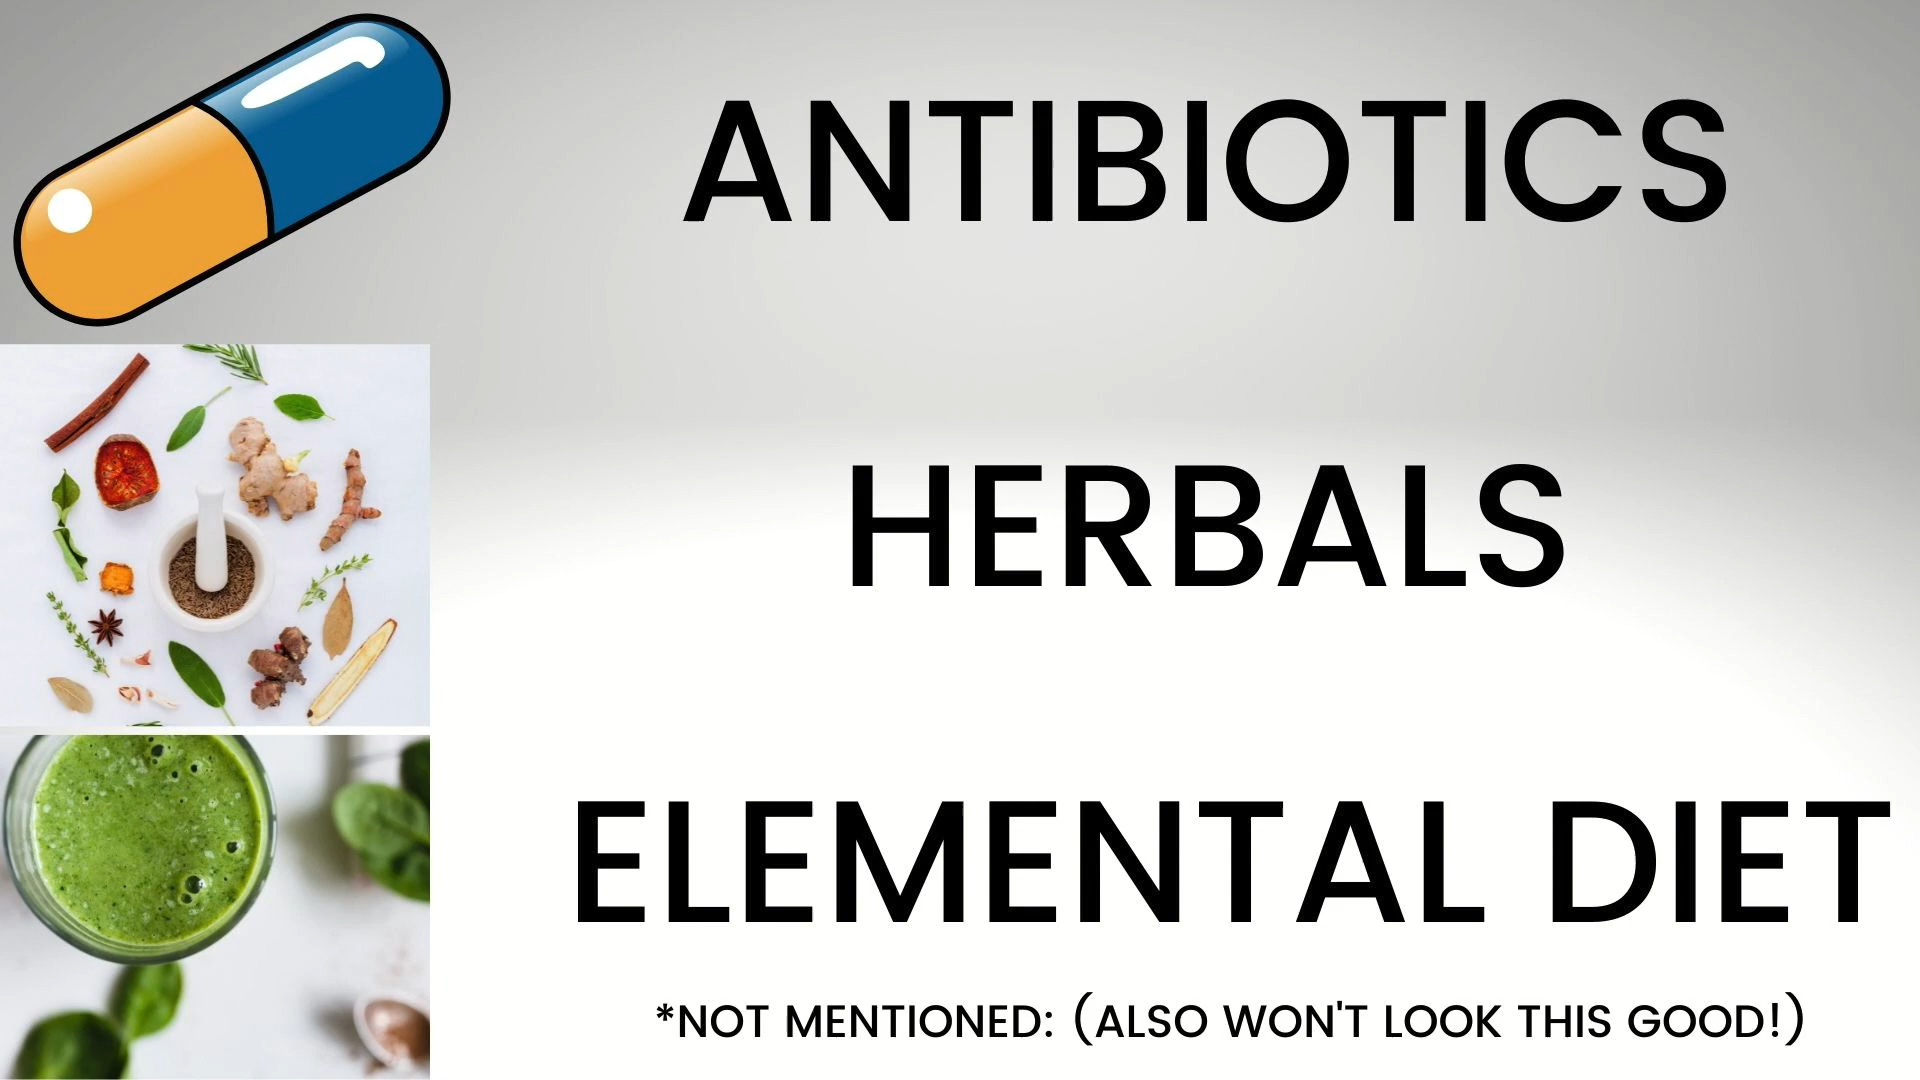 ANTIBIOTICS
HERBALS
ELEMENTAL DIET
*NOT MENTIONED: (ALSO WON'T LOOK THIS GOOD!)